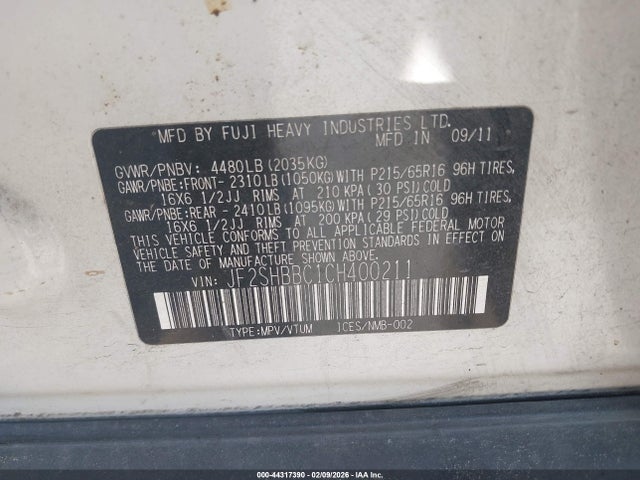 MFD BY FUJI HEAVY INDUSTRIES LTD.
MFD IN 09/11
GVWR/PNBV: 4480LB(2035KG)
GAWR/PNBE:FRONT- 2310LB(1050KG)WITH P215/65R16 96H TIRES,
16X6 1/2JJ RIMS AT 210 KPA(30 PSI)COLD
GAWR/PNBE:REAR - 2410LB(1095KG)WITH P215/65R16 96H TIRES,
16X6 1/2JJ RIMS AT 200 KPA(29 PSI)COLD
THIS VEHICLE CONFORMS TO ALL APPLICABLE FEDERAL MOTOR
VEHICLE SAFETY STANDARDS IN EFFECT ON
THE DATE OF MANUFACTURE SHOWN ABOVE.
VIN: JF2SHBBC1CH400211
TYPE:MPV/VTUM ICES/NMB-002
000-44317390 - 02/09/2026 - IAA, Inc.